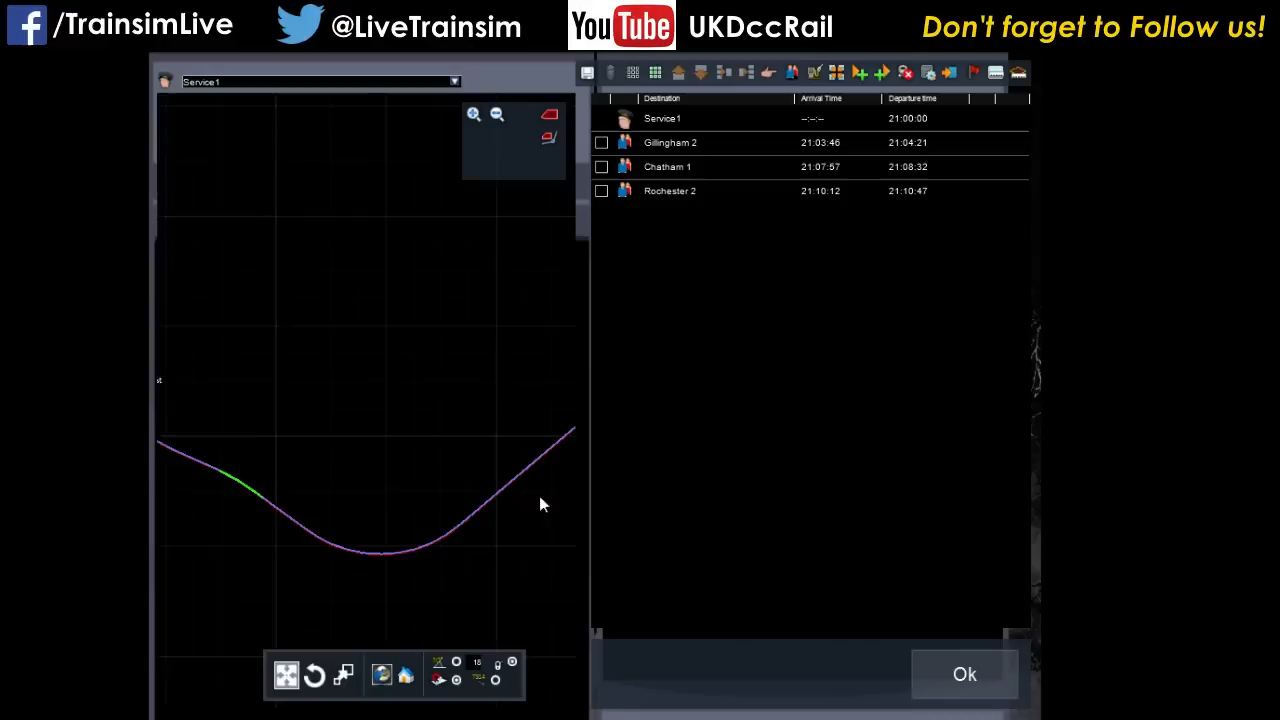 f /TrainsimLive @LiveTrainsim YouTube UKDccRail Don't forget to Follow us!
Service1
Destination Arrival Time Departure time
Service1 --:--:-- 21:00:00
Gillingham 2 21:03:46 21:04:21
Chatham 1 21:07:57 21:08:32
Rochester 2 21:10:12 21:10:47
st
18
Ok